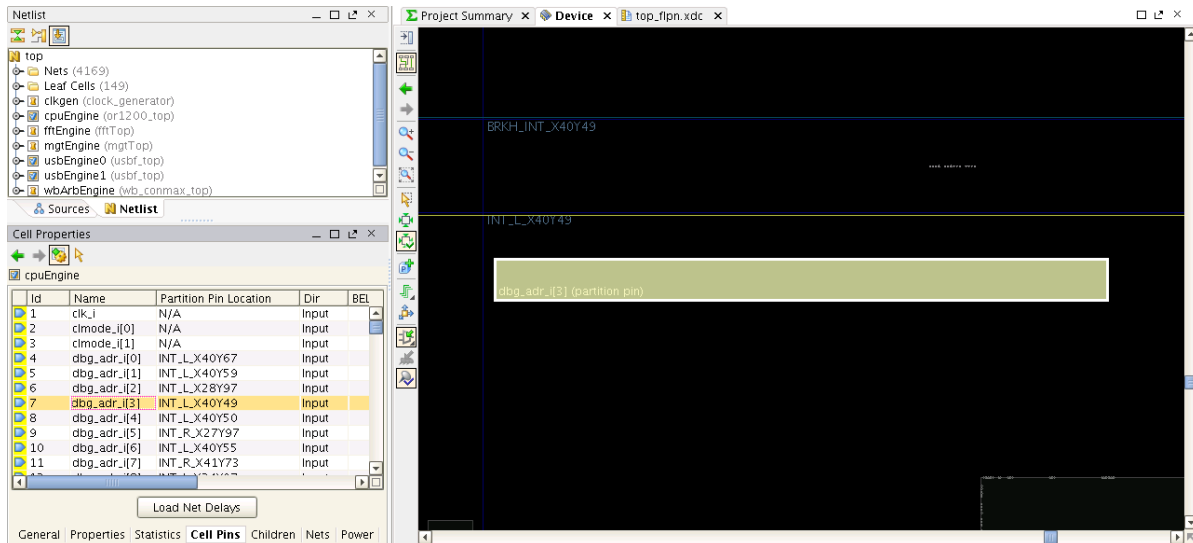 Netlist
top
Nets (4169)
Leaf Cells (149)
clkgen (clock_generator)
cpuEngine (or1200_top)
fftEngine (fftTop)
mgtEngine (mgtTop)
usbEngine0 (usbf_top)
usbEngine1 (usbf_top)
wbArbEngine (wb_conmax_top)
Sources Netlist
Cell Properties
cpuEngine
Id Name Partition Pin Location Dir BEL
1 clk_i N/A Input
2 clmode_i[0] N/A Input
3 clmode_i[1] N/A Input
4 dbg_adr_i[0] INT_L_X40Y67 Input
5 dbg_adr_i[1] INT_L_X40Y59 Input
6 dbg_adr_i[2] INT_L_X28Y97 Input
7 dbg_adr_i[3] INT_L_X40Y49 Input
8 dbg_adr_i[4] INT_L_X40Y50 Input
9 dbg_adr_i[5] INT_R_X27Y97 Input
10 dbg_adr_i[6] INT_L_X40Y55 Input
11 dbg_adr_i[7] INT_R_X41Y73 Input
Load Net Delays
General Properties Statistics Cell Pins Children Nets Power
Project Summary Device top_flpn.xdc
BRKH_INT_X40Y49
INT_L_X40Y49
dbg_adr_i[3] (partition pin)